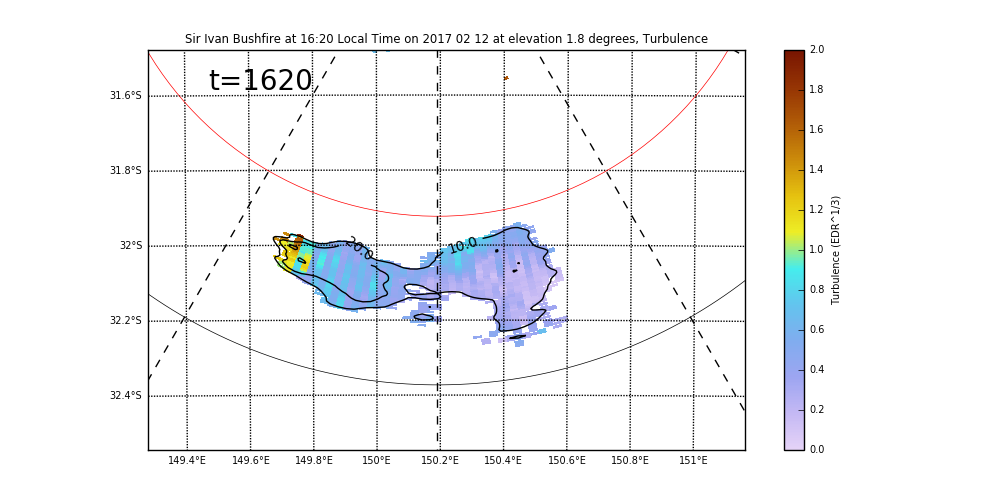 Sir Ivan Bushfire at 16:20 Local Time on 2017 02 12 at elevation 1.8 degrees, Turbulence
t=1620
31.6°S
31.8°S
32°S
32.2°S
32.4°S
10.0
149.4°E 149.6°E 149.8°E 150°E 150.2°E 150.4°E 150.6°E 150.8°E 151°E
2.0
1.8
1.6
1.4
1.2
1.0
0.8
0.6
0.4
0.2
0.0
Turbulence (EDR^1/3)